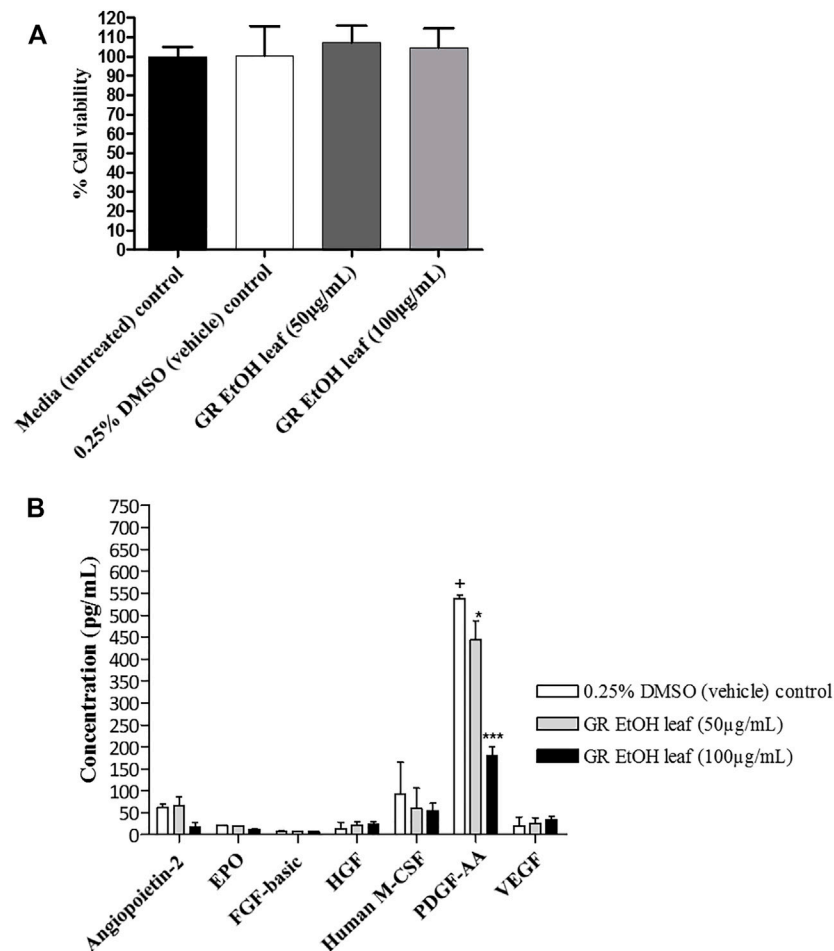 A
% Cell viability
120
110
100
90
80
70
60
50
40
30
20
10
0
Media (untreated) control
0.25% DMSO (vehicle) control
GR EtOH leaf (50µg/mL)
GR EtOH leaf (100µg/mL)
B
Concentration (pg/mL)
750
700
650
600
550
500
450
400
350
300
250
200
150
100
50
0
+
*
***
Angiopoietin-2
EPO
FGF-basic
HGF
Human M-CSF
PDGF-AA
VEGF
0.25% DMSO (vehicle) control
GR EtOH leaf (50µg/mL)
GR EtOH leaf (100µg/mL)